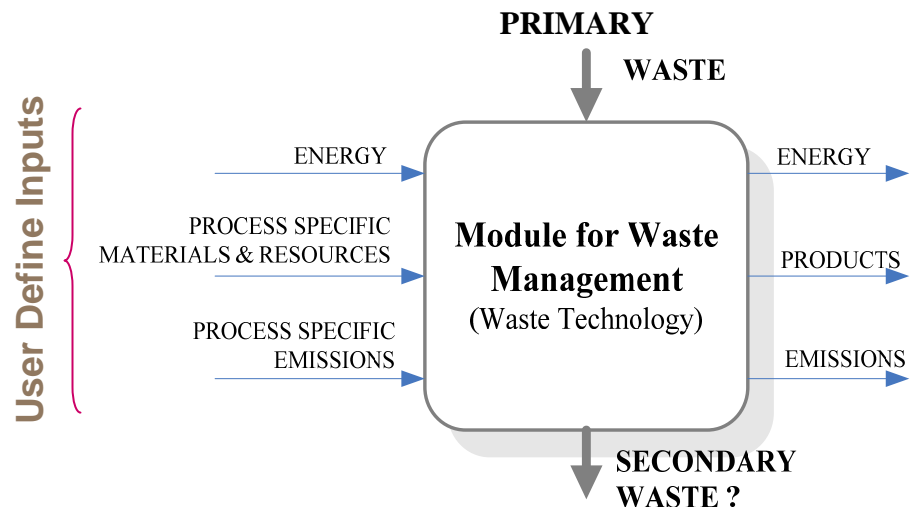 PRIMARY
WASTE
User Define Inputs
ENERGY
PROCESS SPECIFIC
MATERIALS & RESOURCES
PROCESS SPECIFIC
EMISSIONS
Module for Waste
Management
(Waste Technology)
ENERGY
PRODUCTS
EMISSIONS
SECONDARY
WASTE ?